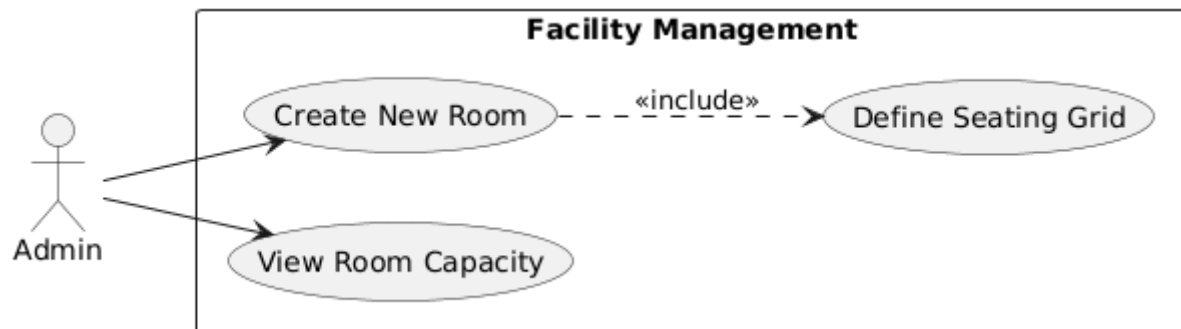 Facility Management
Create New Room
«include»
Define Seating Grid
Admin
View Room Capacity